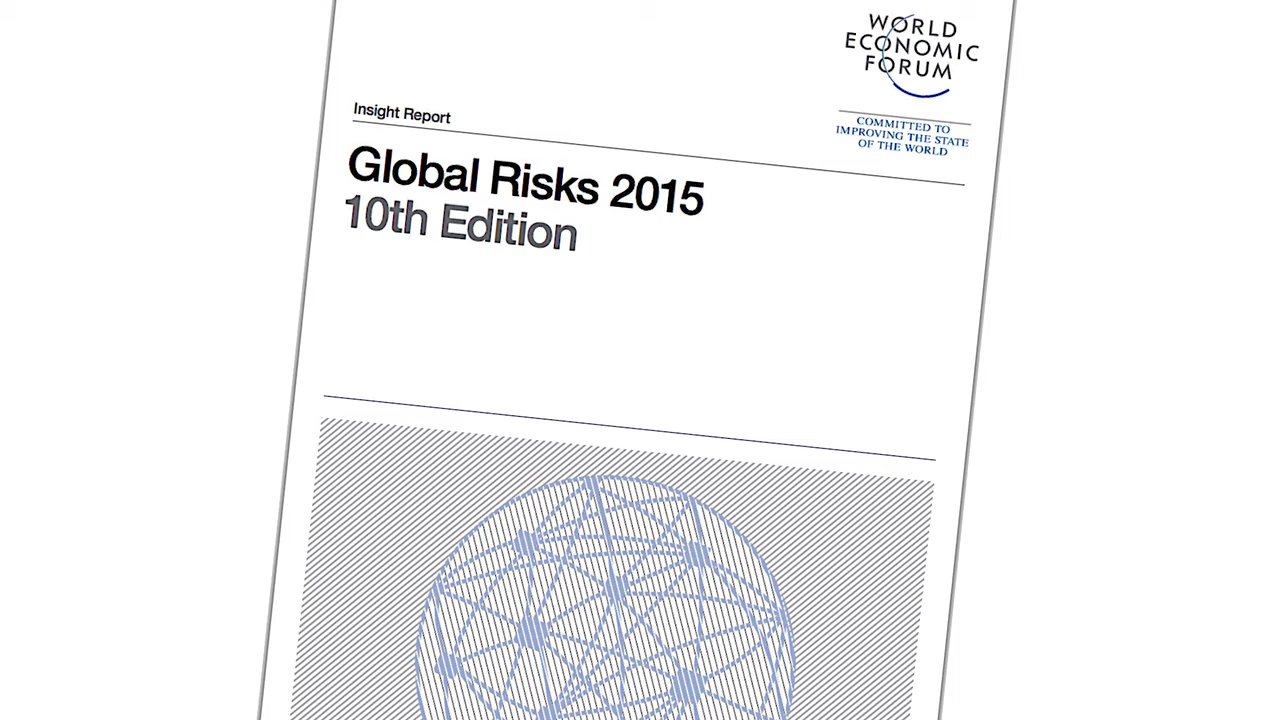 WORLD
ECONOMIC
FORUM
COMMITTED TO
IMPROVING THE STATE
OF THE WORLD
Insight Report
Global Risks 2015
10th Edition